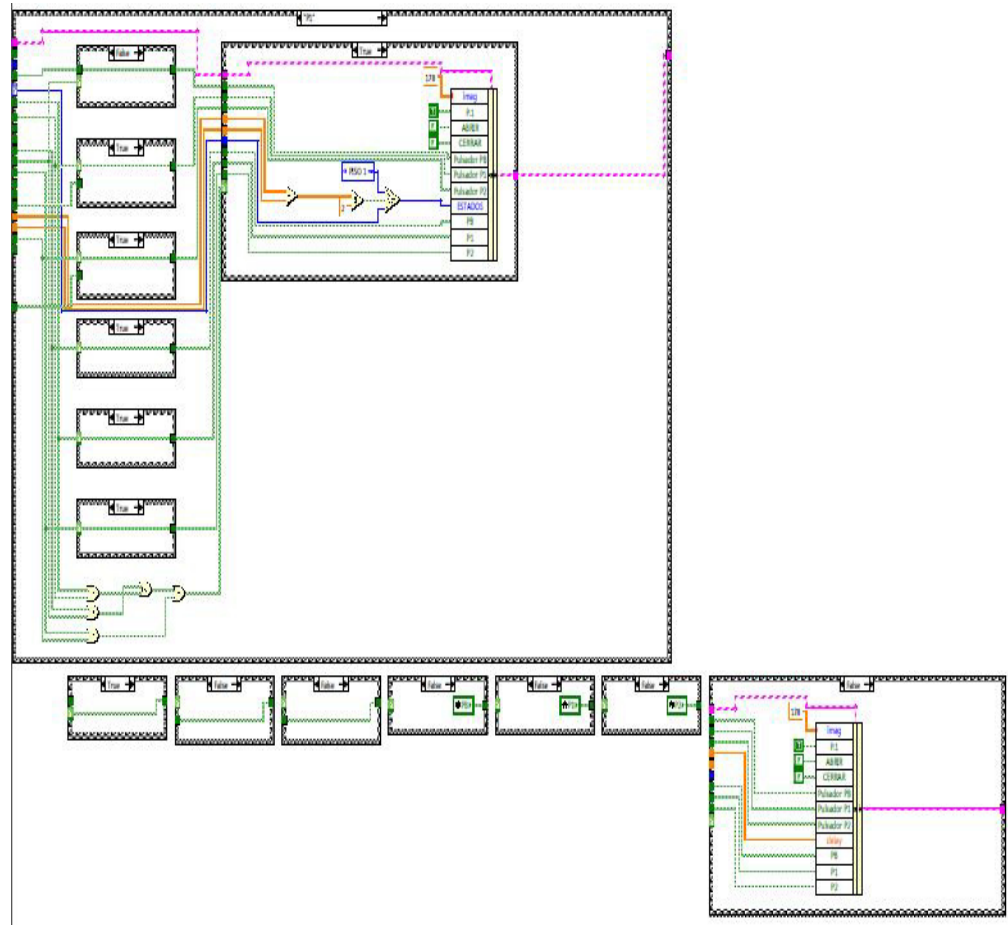 "P1"
False
True
True
True
True
True
True
178
Imag
P.1
ABRIR
CERRAR
Pulsador PB
Pulsador P1
Pulsador P2
ESTADOS
PB
P1
P2
PISO 1
2
True
False
False
False
False
False
False
178
Imag
P.1
ABRIR
CERRAR
Pulsador PB
Pulsador P1
Pulsador P2
delay
PB
P1
P2